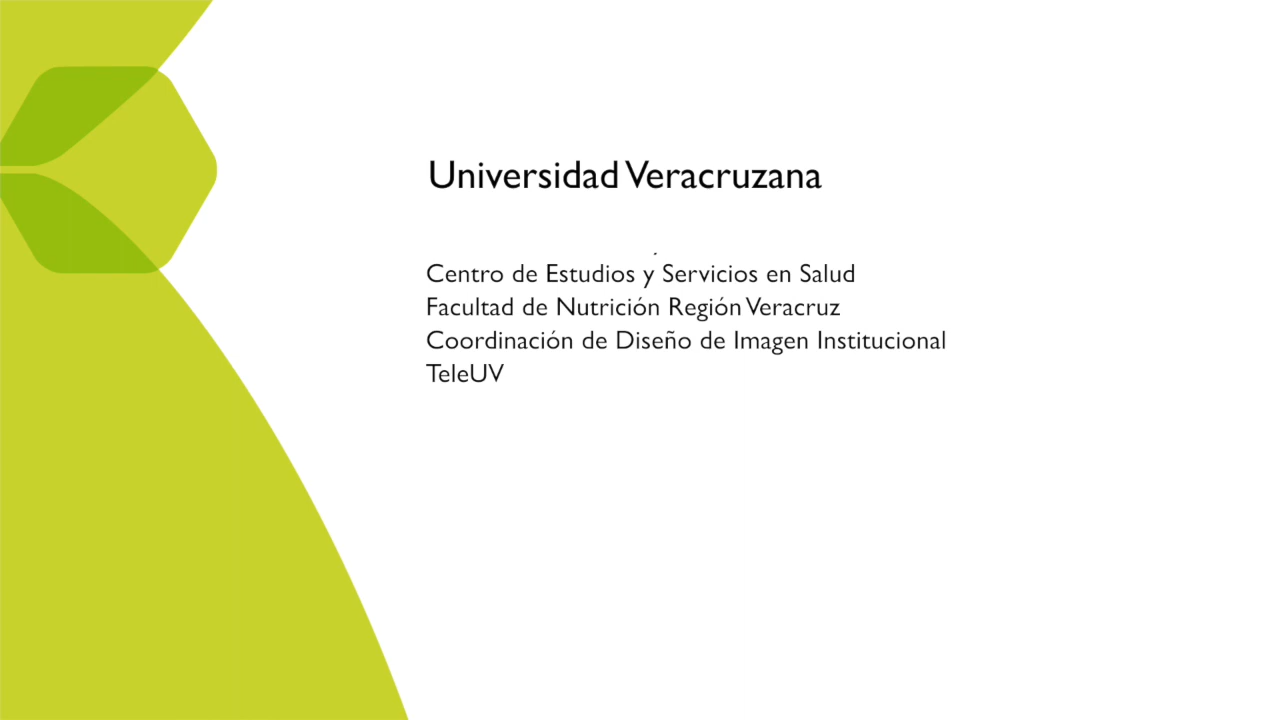 Universidad Veracruzana
Centro de Estudios y Servicios en Salud
Facultad de Nutrición Región Veracruz
Coordinación de Diseño de Imagen Institucional
TeleUV